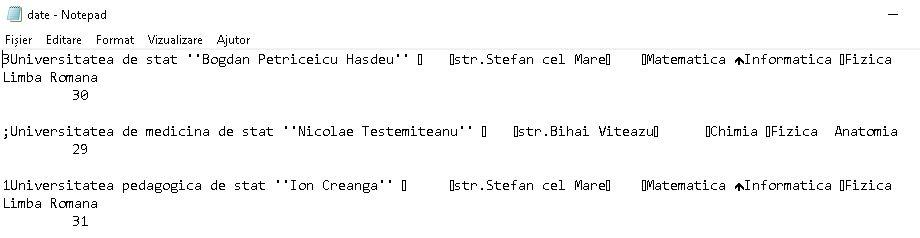 date - Notepad
Fișier Editare Format Vizualizare Ajutor
3Universitatea de stat ''Bogdan Petriceicu Hasdeu'' ▯ ▯str.Stefan cel Mare▯ ▯Matematica ↑Informatica ▯Fizica
Limba Romana
30
;Universitatea de medicina de stat ''Nicolae Testemiteanu'' ▯ ▯str.Bihai Viteazu▯ ▯Chimia ▯Fizica Anatomia
29
1Universitatea pedagogica de stat ''Ion Creanga'' ▯ ▯str.Stefan cel Mare▯ ▯Matematica ↑Informatica ▯Fizica
Limba Romana
31